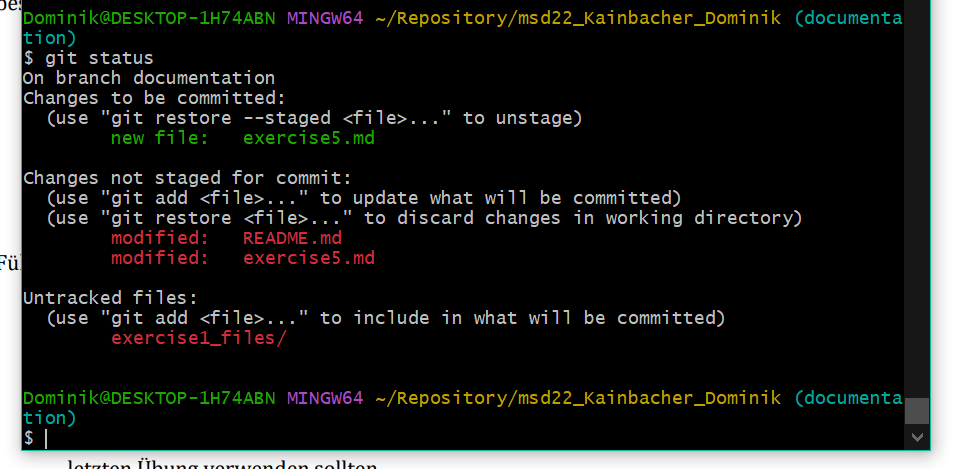 bes
Dominik@DESKTOP-1H74ABN MINGW64 ~/Repository/msd22_Kainbacher_Dominik (documenta
tion)
$ git status
On branch documentation
Changes to be committed:
  (use "git restore --staged <file>..." to unstage)
        new file:   exercise5.md

Changes not staged for commit:
  (use "git add <file>..." to update what will be committed)
  (use "git restore <file>..." to discard changes in working directory)
        modified:   README.md
        modified:   exercise5.md
Fü

Untracked files:
  (use "git add <file>..." to include in what will be committed)
        exercise1_files/

Dominik@DESKTOP-1H74ABN MINGW64 ~/Repository/msd22_Kainbacher_Dominik (documenta
tion)
$
letzten Übung verwenden sollten